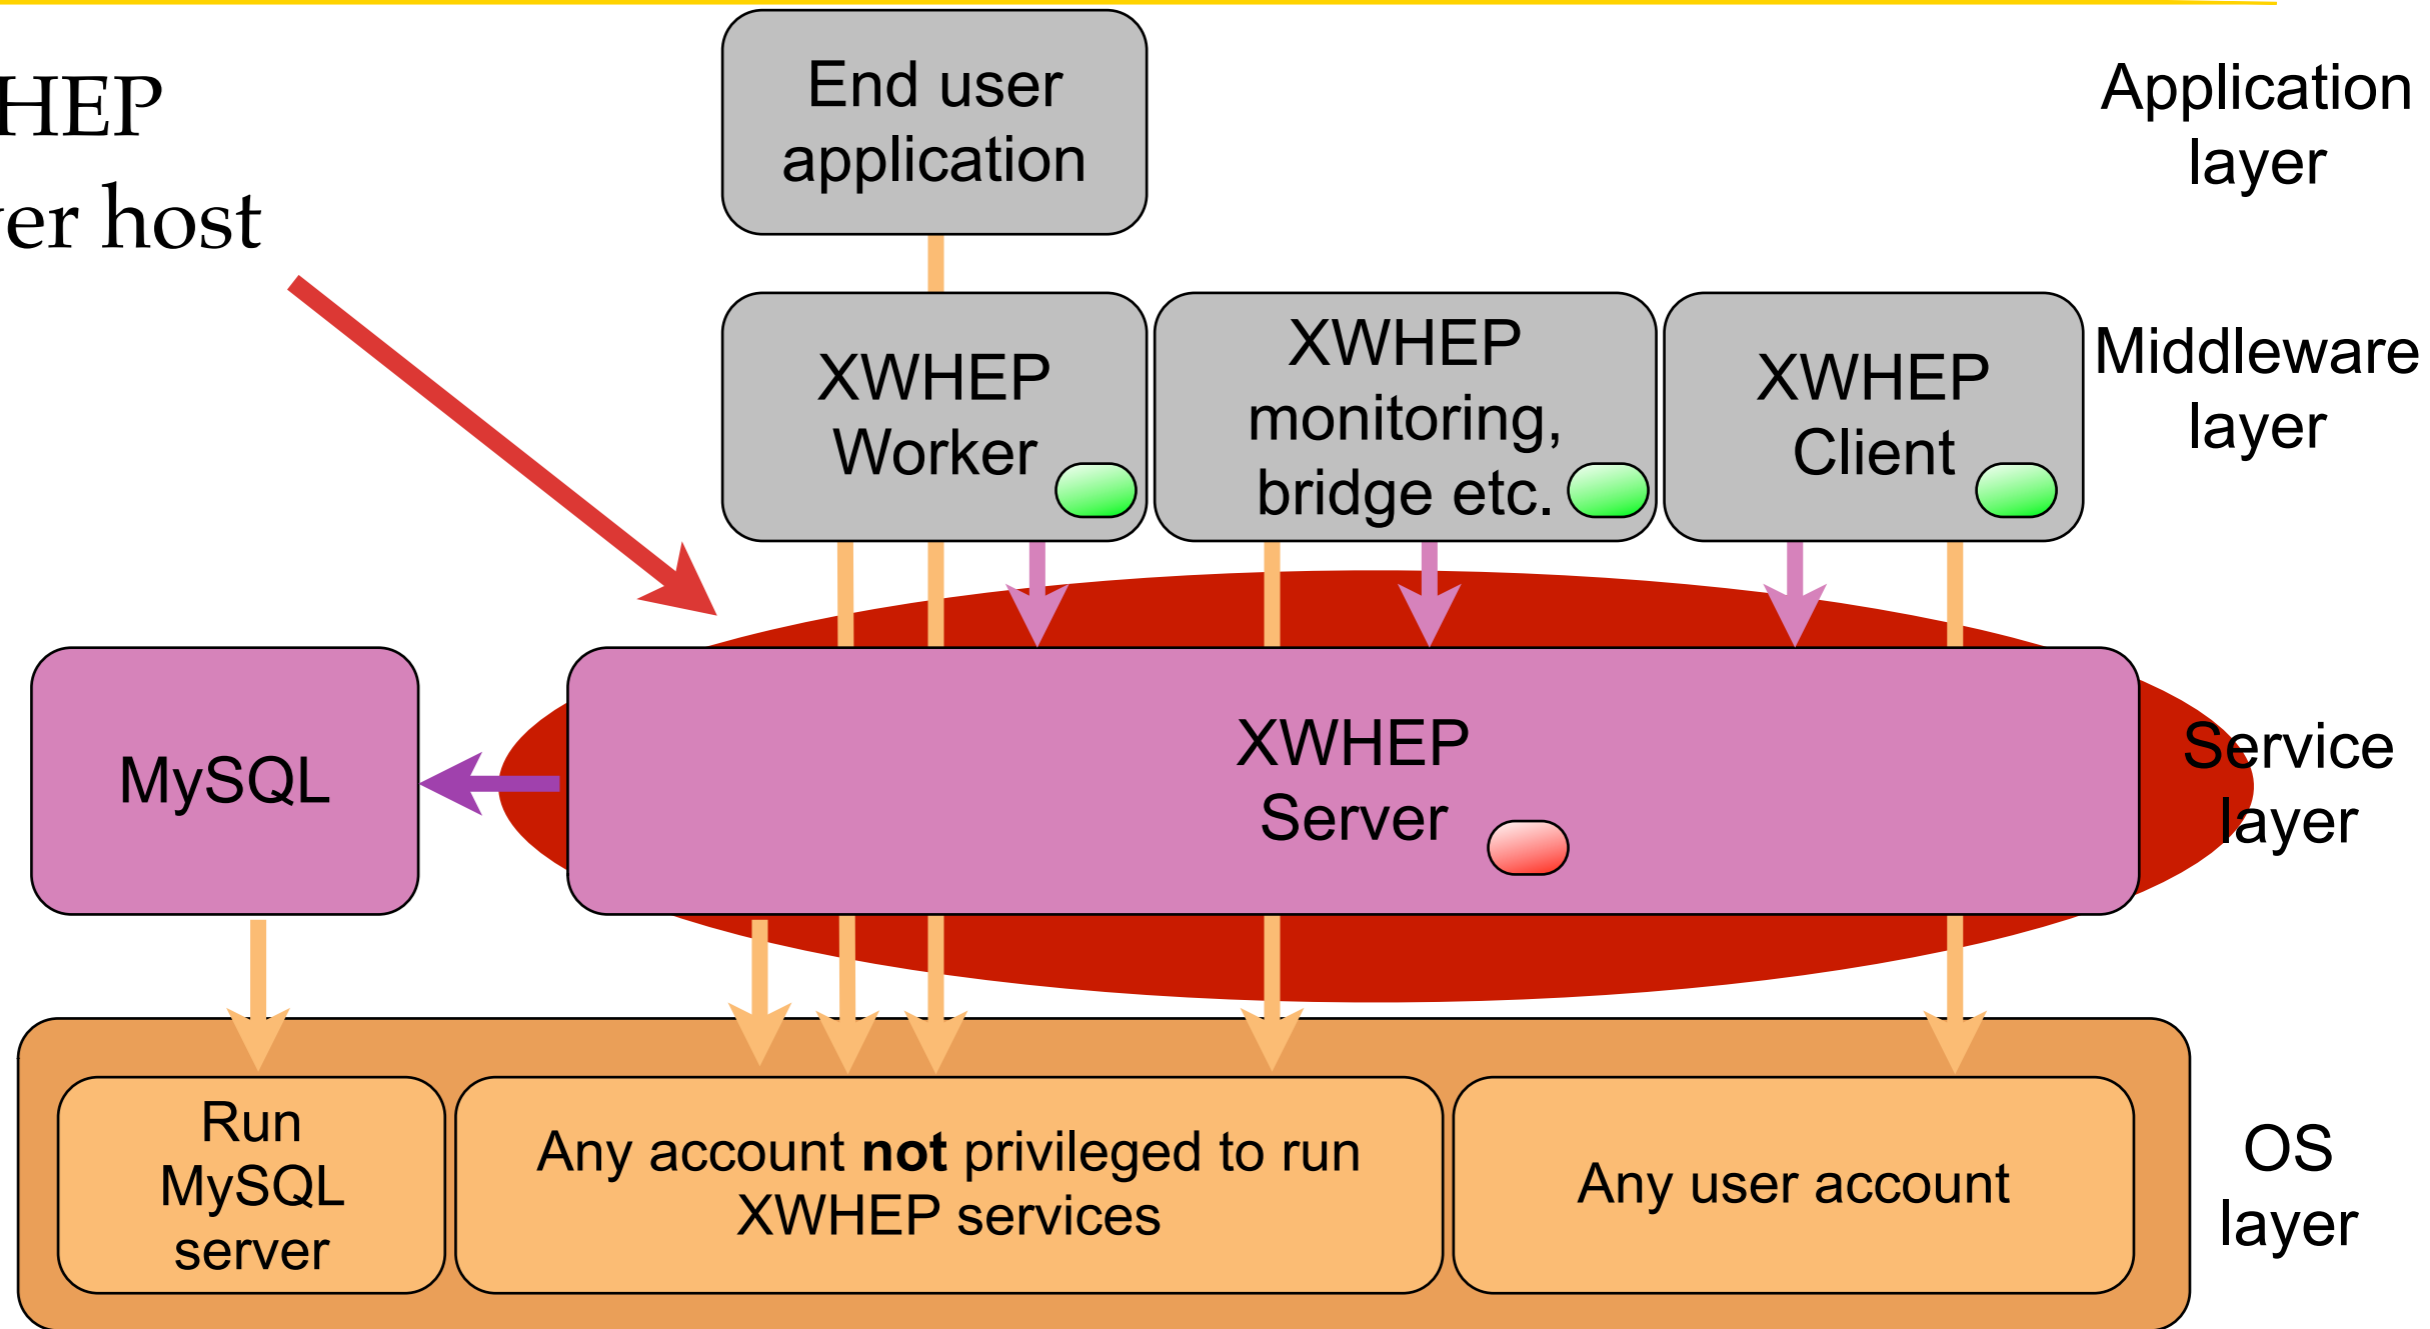 HEP
er host
End user
application
Application
layer
XWHEP
Worker
XWHEP
monitoring,
bridge etc.
XWHEP
Client
Middleware
layer
MySQL
XWHEP
Server
Service
layer
Run
MySQL
server
Any account not privileged to run
XWHEP services
Any user account
OS
layer